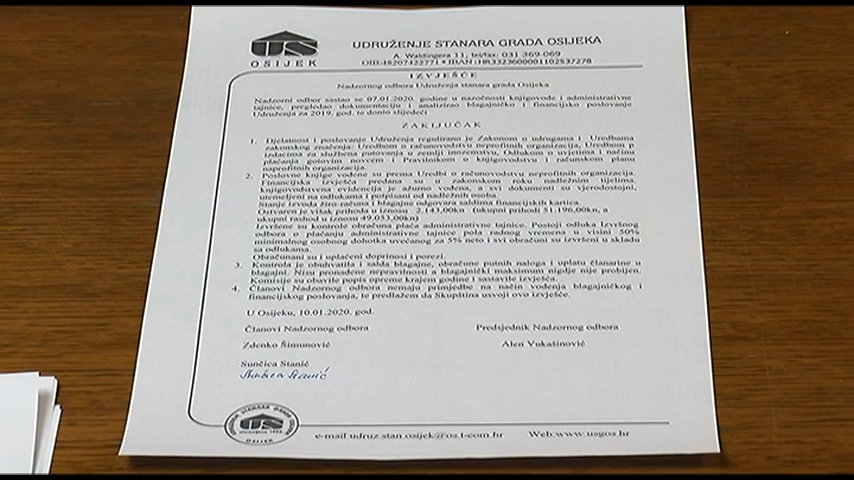 US
OSIJEK
UDRUŽENJE STANARA GRADA OSIJEKA
A. Waldingera 11, tel/fax: 031 369-069
OIB:48207422771 • IBAN: HR3323600001102537278
IZVJEŠĆE
Nadzornog odbora Udruženja stanara grada Osijeka
Nadzorni odbor sastao se 07.01.2020. godine u nazočnosti knjigovođe i administrativne
tajnice, pregledao dokumentaciju i analizirao blagajničko i financijsko poslovanje
Udruženja za 2019. god. te donio slijedeći
ZAKLJUČAK
1. Djelatnost i poslovanje Udruženja regulirano je Zakonom o udrugama i Uredbama
zakonskog značenja: Uredbom o računovodstvu neprofitnih organizacija, Uredbom p
izdacima za službena putovanja u zemlji inozemstvu, Odlukom o uvjetima i načinu
plaćanja gotovim novcem i Pravilnikom o knjigovodstvu i računskom planu
naprofitnih organizacija.
2. Poslovne knjige vođene su prema Uredbi o računovodstvu neprofitnih organizacija.
Financijska izvješća predana su u zakonskom roku nadležnim tijelima,
knjigovodstvena evidencija je ažurno vođena, a svi dokumenti su vjerodostojni,
utemeljeni na odlukama i potpisani od nadležnih osoba.
Stanje izvoda žiro-računa i blagajne odgovara saldima financijskih kartica.
Ostvaren je višak prihoda u iznosu 2.143,00kn (ukupni prihodi 51.196,00kn, a
ukupni rashod u iznosu 49.053,00kn)
Izvršene su kontrole obračuna plaća administrativne tajnice. Postoji odluka Izvršnog
odbora o plaćanju administrativne tajnice pola radnog vremena u visini 50%
minimalnog osobnog dohotka uvećanog za 5% neto i svi obračuni su izvršeni u skladu
sa odlukama.
Obračunani su i uplaćeni doprinosi i porezi.
3. Kontrola je obuhvatila i salda blagajne, obračune putnih naloga i uplatu članarine u
blagajni. Nisu pronađene nepravilnosti a blagajnički maksimum nigdje nije probijen.
Komisije su obavile popis opreme krajem godine i sastavile izvješća.
4. Članovi Nadzornog odbora nemaju primjedbe na način vođenja blagajničkog i
financijskog poslovanja, te predlažem da Skupština usvoji ovo izvješće.
U Osijeku, 10.01.2020. god.
Članovi Nadzornog odbora Predsjednik Nadzornog odbora
Zdenko Šimunović Alen Vukašinović
Sunčica Stanić
Sunčica Stanić
US
OSIJEK
e-mail:udruz.stan.osijek@os.t-com.hr Web:www.usgos.hr